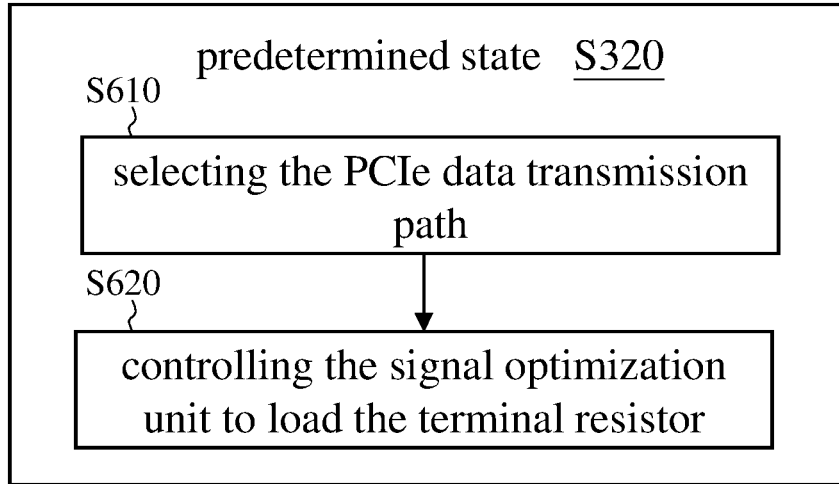 predetermined state S320
S610
selecting the PCIe data transmission
path
S620
controlling the signal optimization
unit to load the terminal resistor